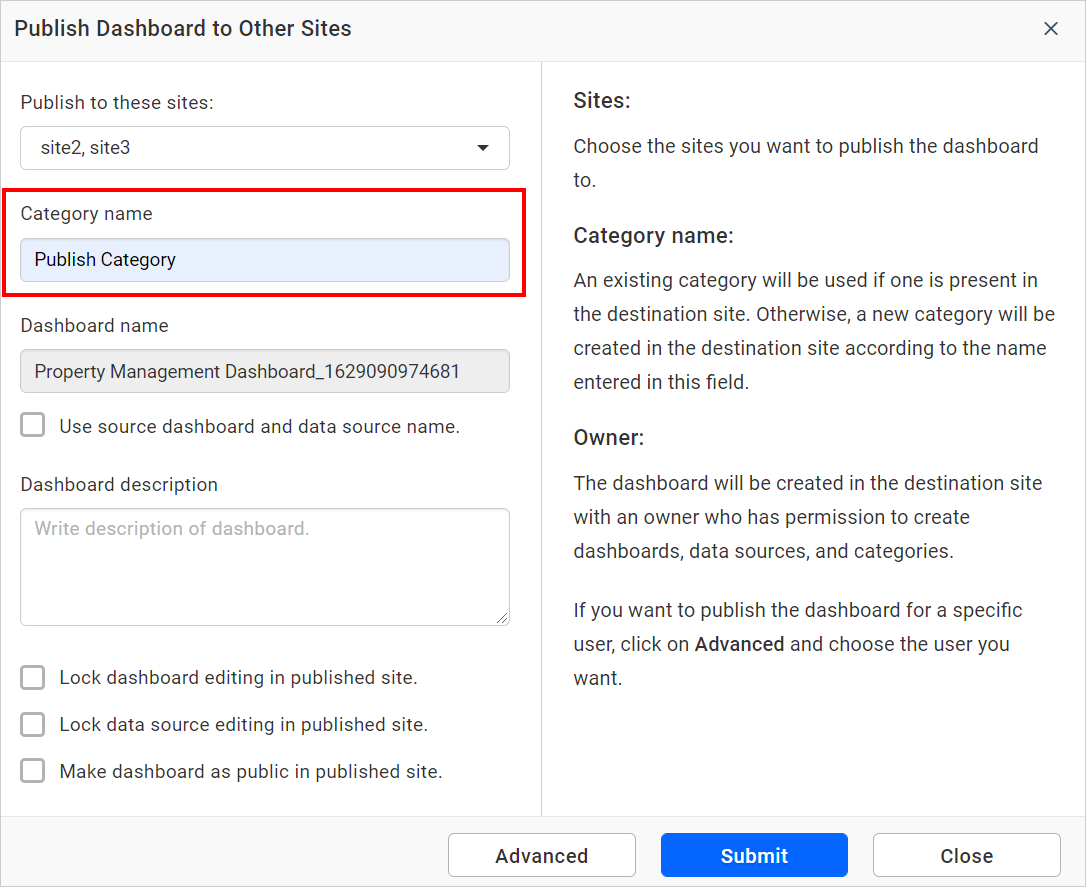 Publish Dashboard to Other Sites
Publish to these sites:
site2, site3
Category name
Publish Category
Dashboard name
Property Management Dashboard_1629090974681
Use source dashboard and data source name.
Dashboard description
Write description of dashboard.
Lock dashboard editing in published site.
Lock data source editing in published site.
Make dashboard as public in published site.
Sites:
Choose the sites you want to publish the dashboard
to.
Category name:
An existing category will be used if one is present in
the destination site. Otherwise, a new category will be
created in the destination site according to the name
entered in this field.
Owner:
The dashboard will be created in the destination site
with an owner who has permission to create
dashboards, data sources, and categories.
If you want to publish the dashboard for a specific
user, click on Advanced and choose the user you
want.
Advanced
Submit
Close